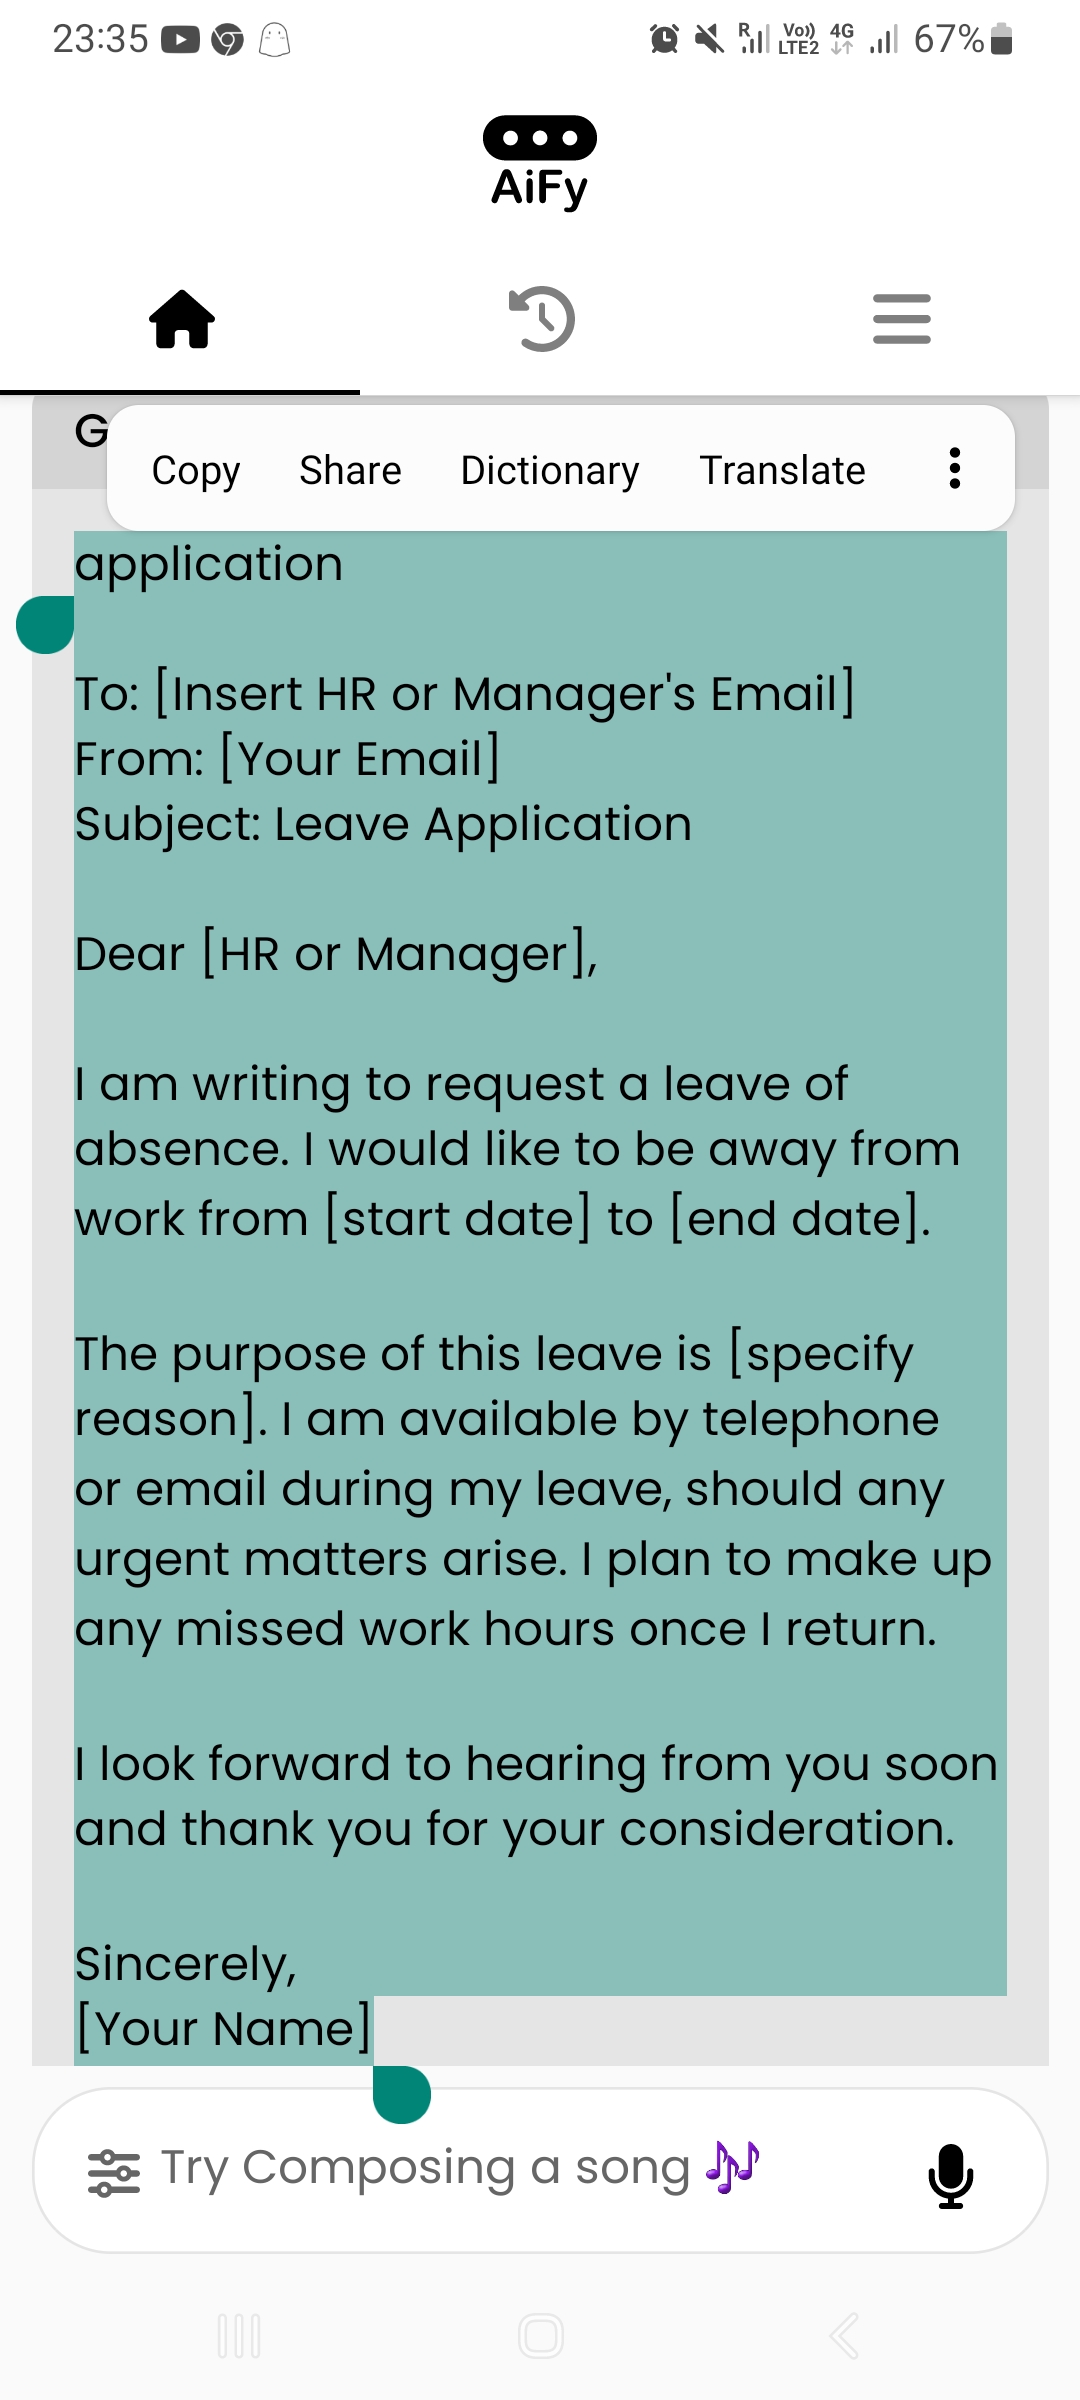 23:35
R Vo)) LTE2 4G 67%
AiFy
G
Copy Share Dictionary Translate
application
To: [Insert HR or Manager's Email]
From: [Your Email]
Subject: Leave Application
Dear [HR or Manager],
I am writing to request a leave of
absence. I would like to be away from
work from [start date] to [end date].
The purpose of this leave is [specify
reason]. I am available by telephone
or email during my leave, should any
urgent matters arise. I plan to make up
any missed work hours once I return.
I look forward to hearing from you soon
and thank you for your consideration.
Sincerely,
[Your Name]
Try Composing a song 🎶